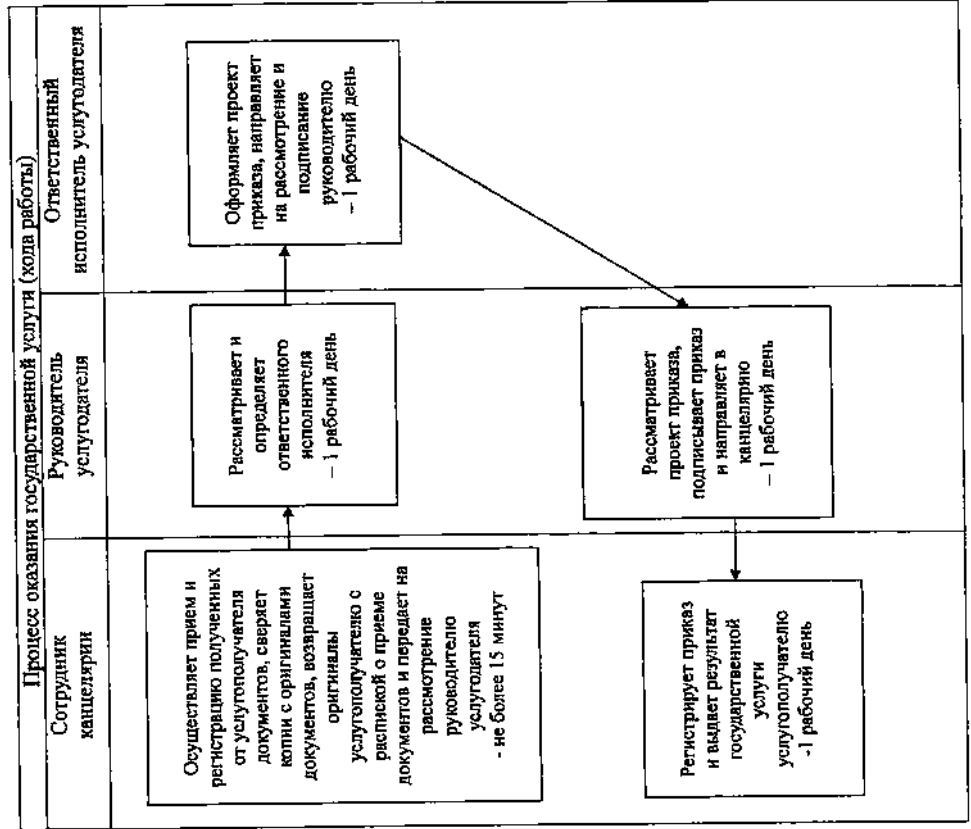 Процесс оказания государственной услуги (хода работы)
Сотрудник
канцелярии
Руководитель
услугодателя
Ответственный
исполнитель услугодателя
Осуществляет прием и
регистрацию полученных
от услугополучателя
документов, сверяет
копии с оригиналами
документов, возвращает
оригиналы
услугополучателю с
распиской о приеме
документов и передает на
рассмотрение
руководителю
услугодателя
- не более 15 минут
Рассматривает и
определяет
ответственного
исполнителя
– 1 рабочий день
Оформляет проект
приказа, направляет
на рассмотрение и
подписание
руководителю
– 1 рабочий день
Рассматривает
проект приказа,
подписывает приказ
и направляет в
канцелярию
– 1 рабочий день
Регистрирует приказ
и выдает результат
государственной
услуги
услугополучателю
-1 рабочий день